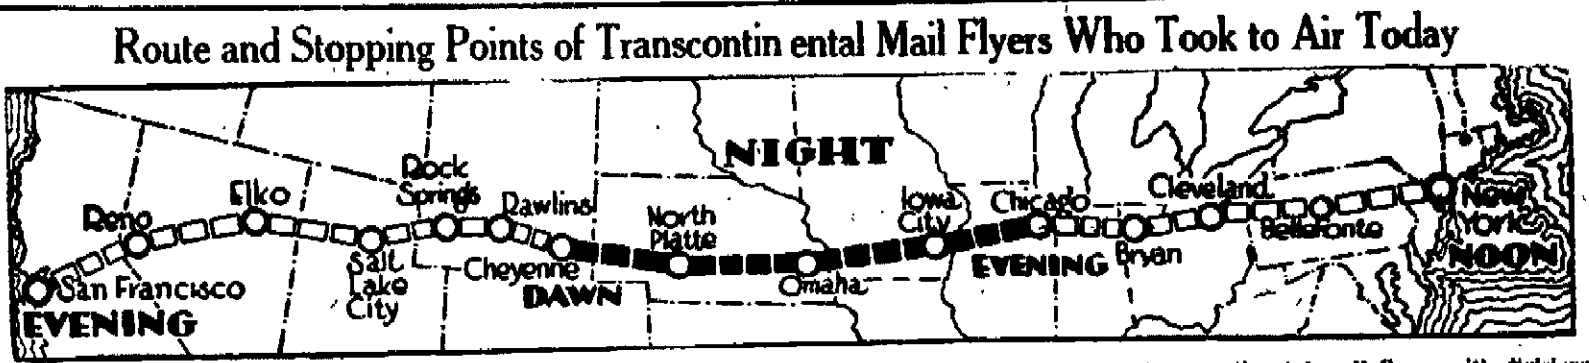 Route and Stopping Points of Transcontin ental Mail Flyers Who Took to Air Today
NIGHT
Reno
Elko
Rock
Springs
Rawlins
North
Platte
Iowa
City
Chicago
Cleveland
New
York
NOON
San Francisco
EVENING
Salt
Lake
City
Cheyenne
DAWN
Omaha
EVENING
Bryan
Bellefonte